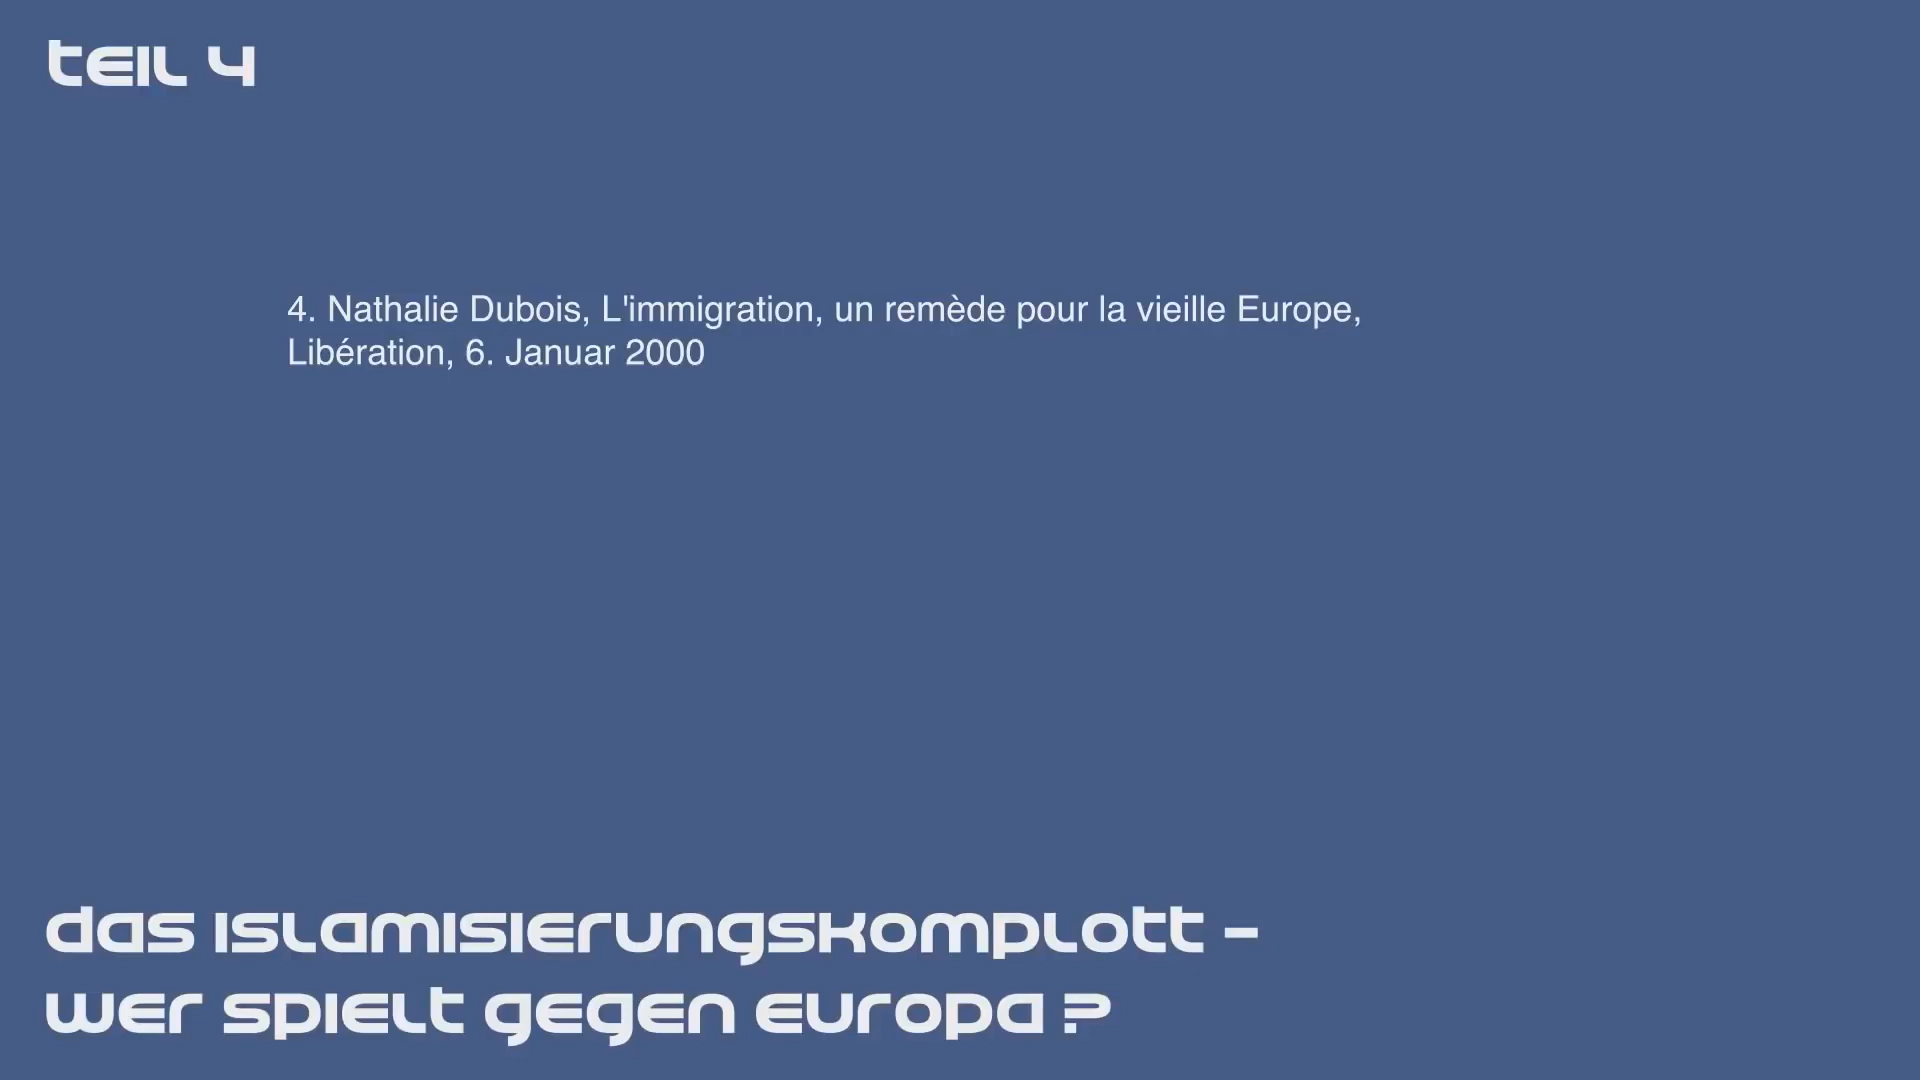 Teil 4
4. Nathalie Dubois, L'immigration, un remède pour la vieille Europe,
Libération, 6. Januar 2000
das Islamisierungskomplott –
wer spielt gegen Europa ?